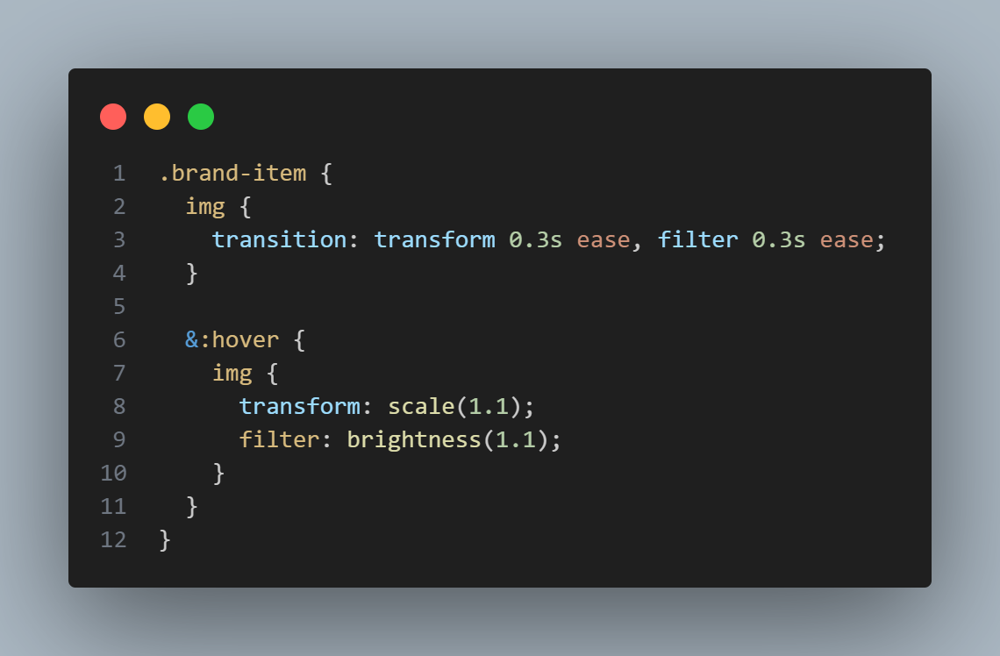 1 .brand-item {
2   img {
3     transition: transform 0.3s ease, filter 0.3s ease;
4   }
5
6   &:hover {
7     img {
8       transform: scale(1.1);
9       filter: brightness(1.1);
10     }
11   }
12 }